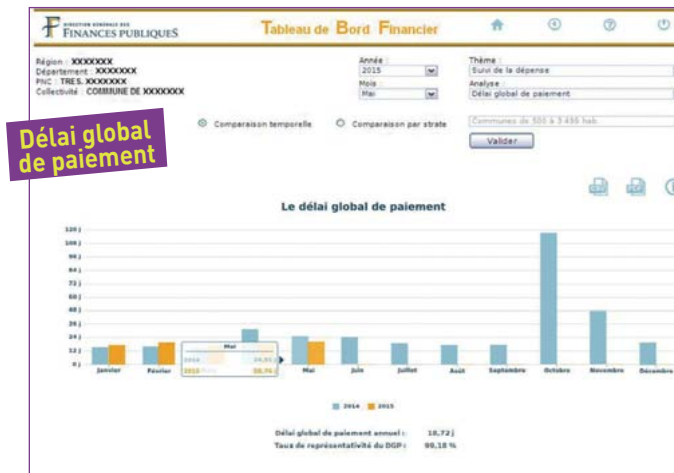 DIRECTION GÉNÉRALE DES
FINANCES PUBLIQUES
Tableau de Bord Financier
Région : XXXXXXX
Département : XXXXXXX
PNC : TRES. XXXXXXX
Collectivité : COMMUNE DE XXXXXXX
Année :
2015
Mois :
Mai
Thème :
Suivi de la dépense
Analyse :
Délai global de paiement
Comparaison temporelle
Comparaison par strate
Communes de 500 à 3 498 hab.
Valider
Délai global
de paiement
Le délai global de paiement
120 j
108 j
96 j
84 j
72 j
60 j
48 j
36 j
24 j
12 j
0 j
Mai
2014
2015
Janvier Février Mai Juin Juillet Août Septembre Octobre Novembre Décembre
2014 2015
Délai global de paiement annuel : 18,72 j
Taux de représentativité du DGP : 99,18 %